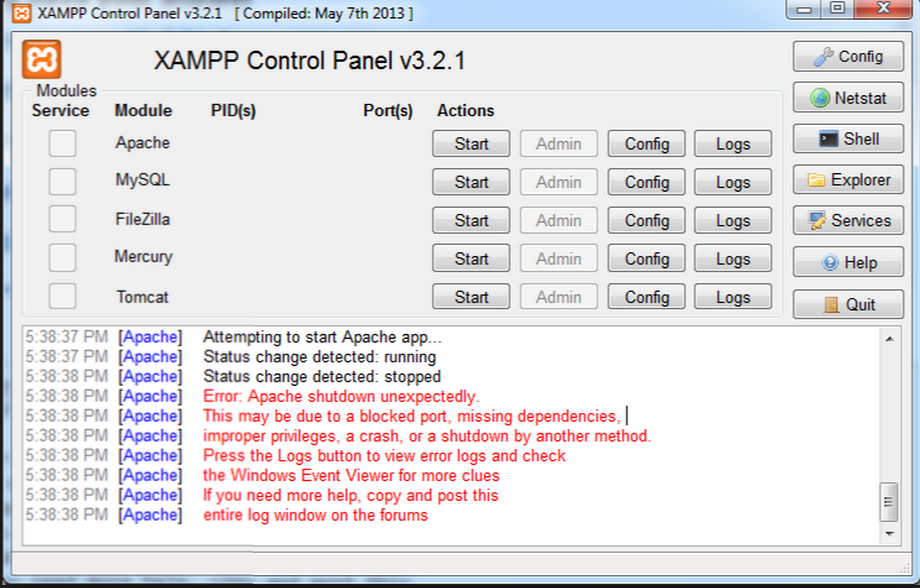 XAMPP Control Panel v3.2.1 [ Compiled: May 7th 2013 ]
XAMPP Control Panel v3.2.1
Config
Modules
Service Module PID(s) Port(s) Actions
Netstat
Apache Start Admin Config Logs
Shell
MySQL Start Admin Config Logs
Explorer
FileZilla Start Admin Config Logs
Services
Mercury Start Admin Config Logs
Help
Tomcat Start Admin Config Logs
Quit
5:38:37 PM [Apache] Attempting to start Apache app...
5:38:37 PM [Apache] Status change detected: running
5:38:38 PM [Apache] Status change detected: stopped
5:38:38 PM [Apache] Error: Apache shutdown unexpectedly.
5:38:38 PM [Apache] This may be due to a blocked port, missing dependencies,
5:38:38 PM [Apache] improper privileges, a crash, or a shutdown by another method.
5:38:38 PM [Apache] Press the Logs button to view error logs and check
5:38:38 PM [Apache] the Windows Event Viewer for more clues
5:38:38 PM [Apache] If you need more help, copy and post this
5:38:38 PM [Apache] entire log window on the forums